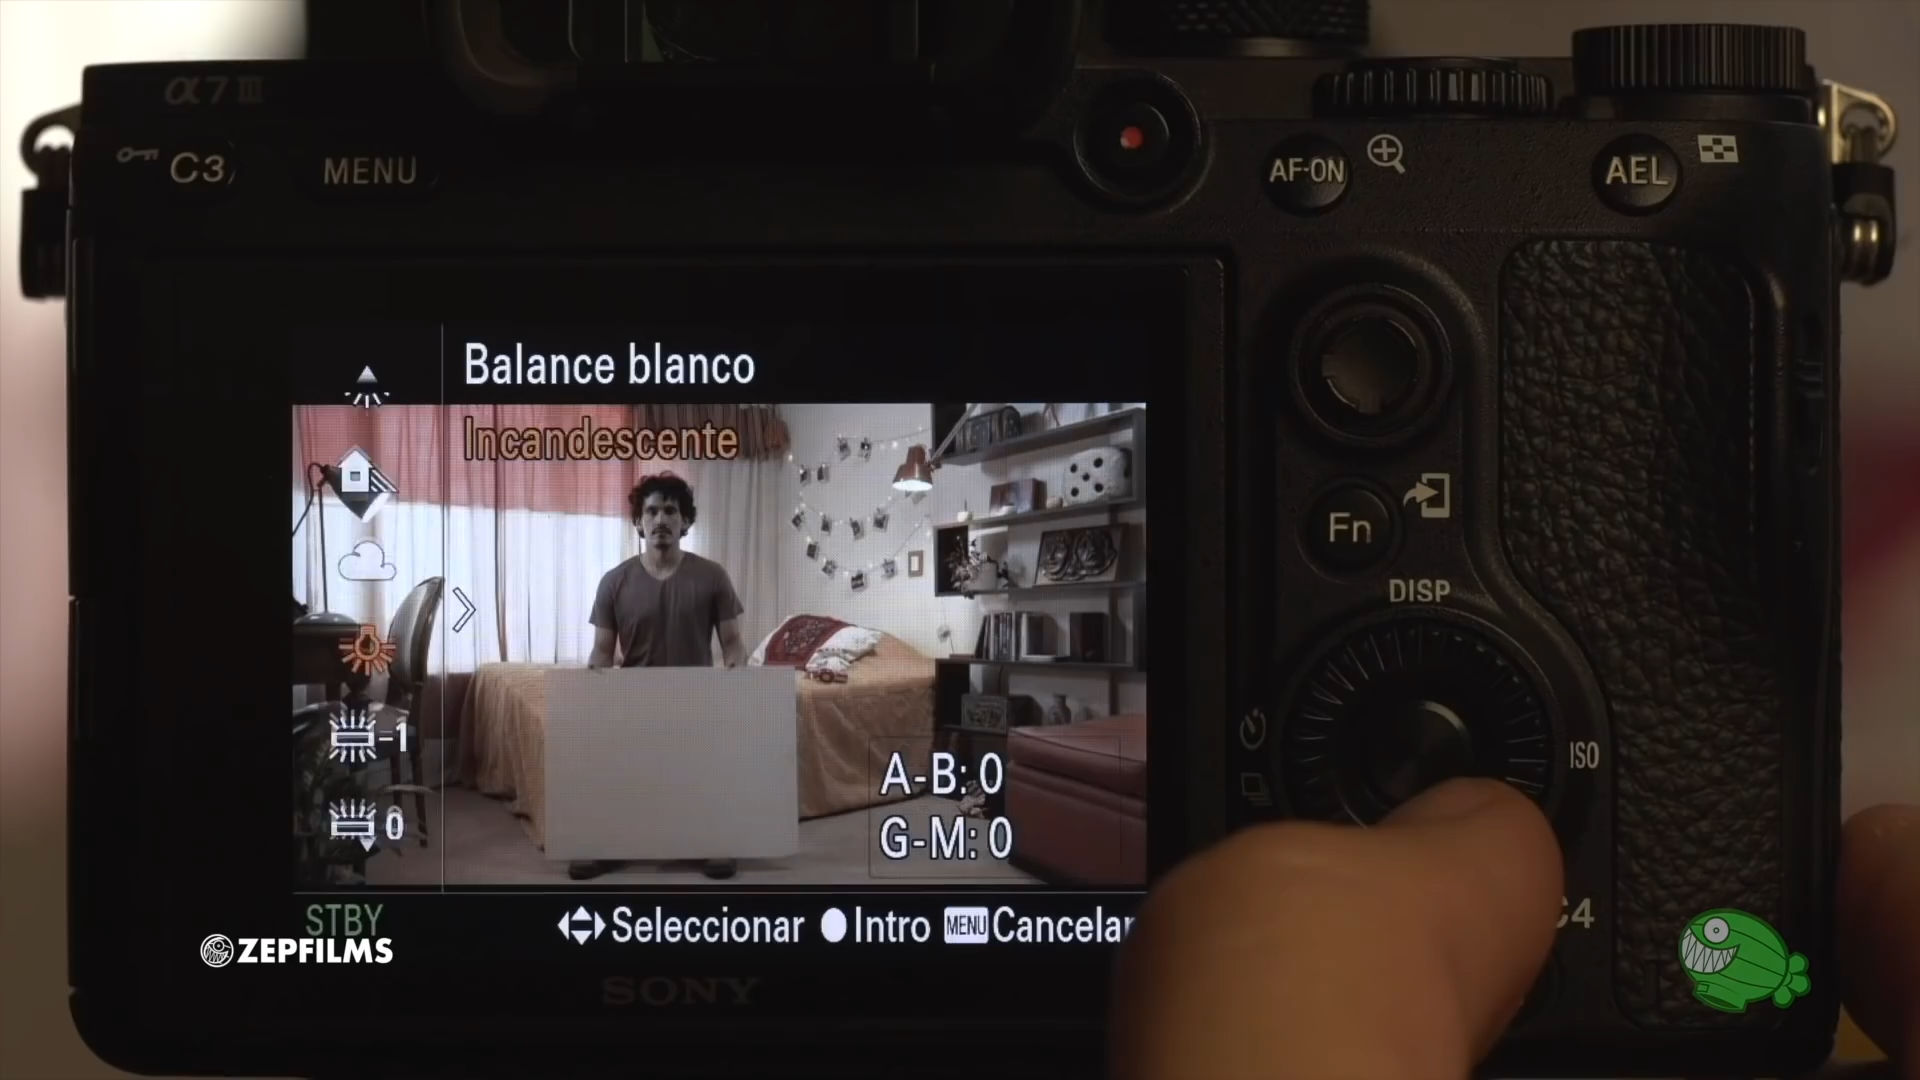 α7III
C3
MENU
AF-ON
AEL
Balance blanco
Incandescente
Fn
DISP
-1
ISO
A-B: 0
0
G-M: 0
STBY
Seleccionar
Intro
MENU
Cancelar
C4
ZEPFILMS
SONY